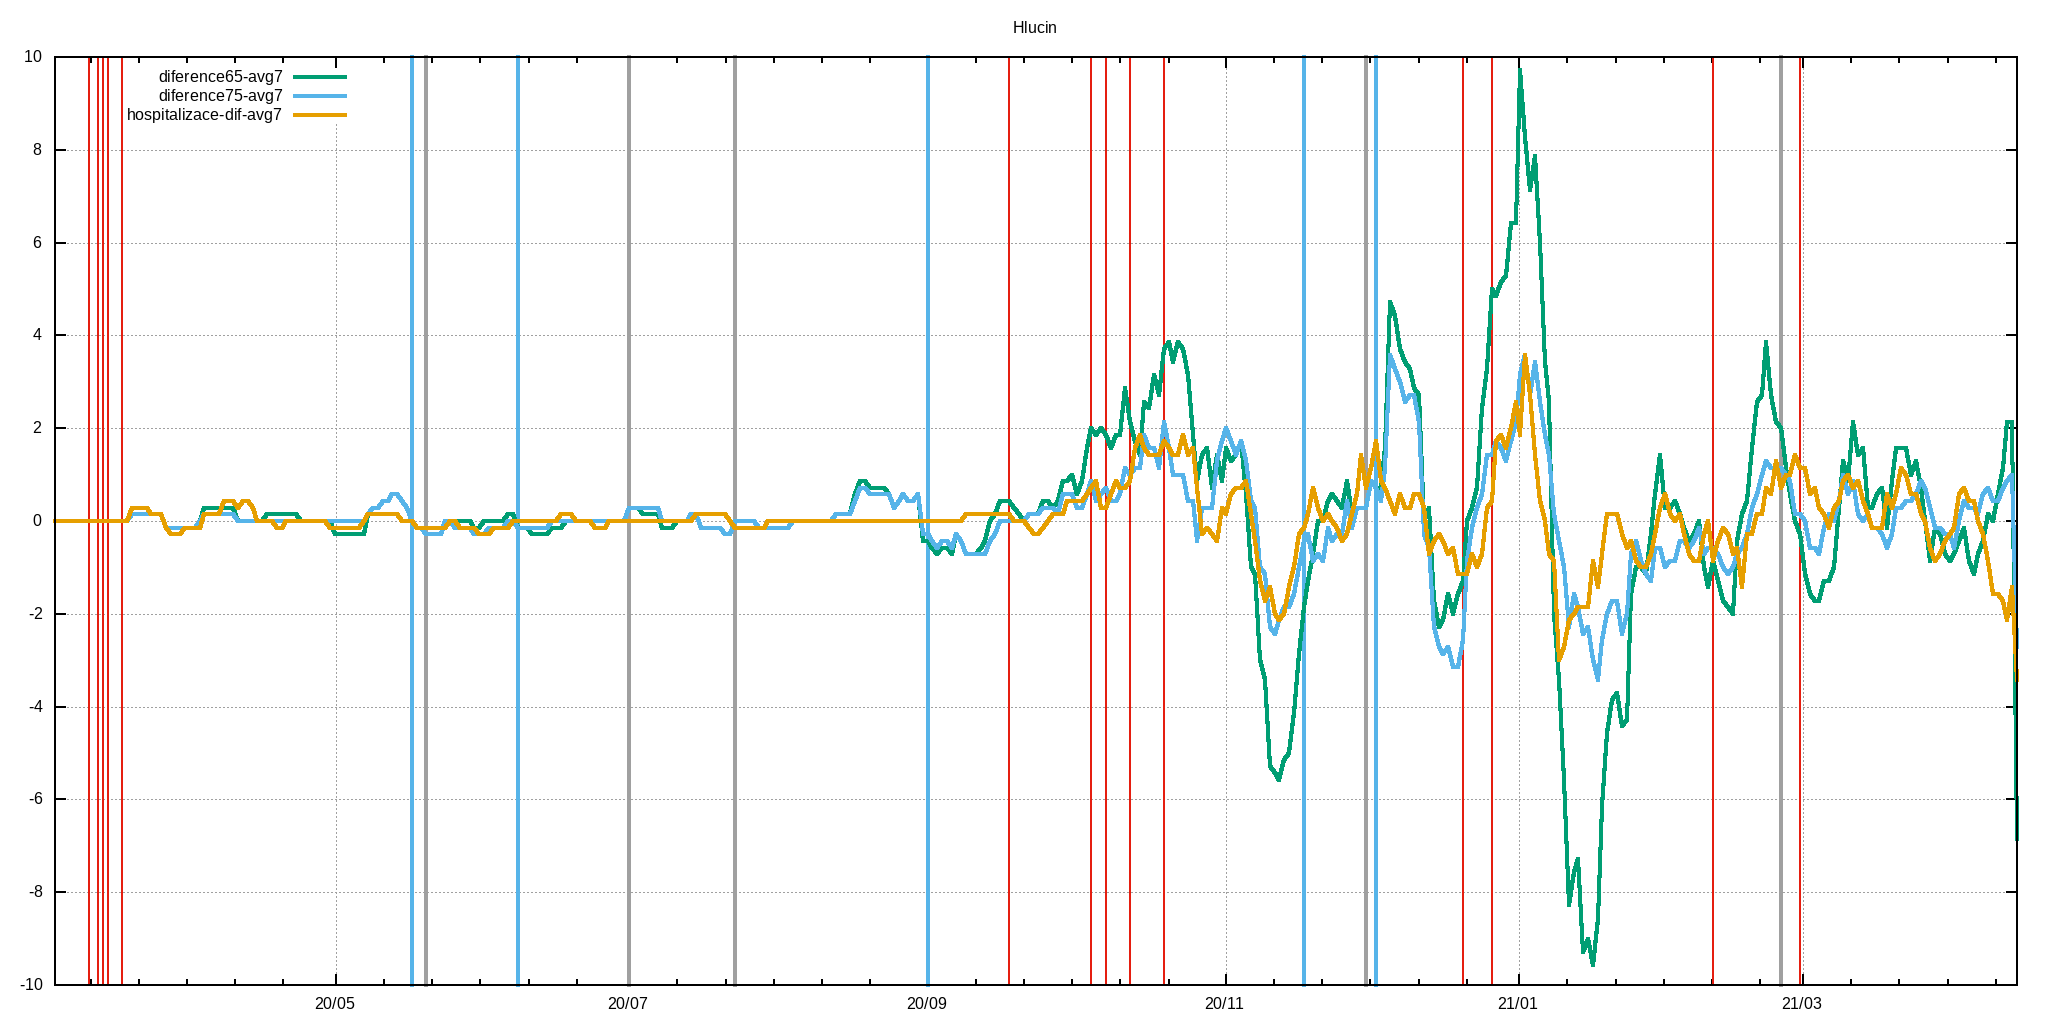 Hlucin
diference65-avg7
diference75-avg7
hospitalizace-dif-avg7
10
8
6
4
2
0
-2
-4
-6
-8
-10
20/05 20/07 20/09 20/11 21/01 21/03